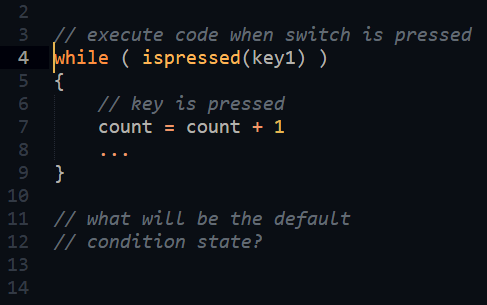 2
3 // execute code when switch is pressed
4 while ( ispressed(key1) )
5 {
6 // key is pressed
7 count = count + 1
8 ...
9 }
10
11 // what will be the default
12 // condition state?
13
14